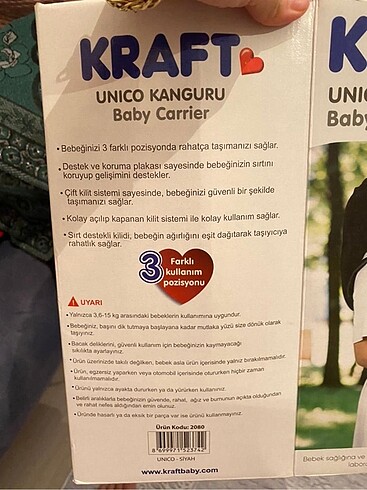 KRAFT
UNICO KANGURU
Baby Carrier
• Bebeğinizi 3 farklı pozisyonda rahatça taşımanızı sağlar.
• Destek ve koruma plakası sayesinde bebeğinizin sırtını
koruyup gelişimini destekler.
• Çift kilit sistemi sayesinde, bebeğinizi güvenli bir şekilde
taşımanızı sağlar.
• Kolay açılıp kapanan kilit sistemi ile kolay kullanım sağlar.
• Sırt destekli kilidi; bebeğin ağırlığını eşit dağıtarak taşıyıcıya
rahatlık sağlar.
3 Farklı
kullanım
pozisyonu
UYARI
• Yalnızca 3,6-15 kg arasındaki bebeklerin kullanımına uygundur.
• Bebeğiniz, başını dik tutmaya başlayana kadar mutlaka yüzü size dönük olarak
taşıyınız.
• Bacak deliklerini, güvenli kullanım için bebeğinizin kaymayacağı
sıkılıkta ayarlayınız.
• Ürün üzerinizde takılı değilken, bebek asla ürün içerisinde yalnız bırakılmamalıdır.
• Ürün, egzersiz yaparken veya otomobil içerisinde otururken hiçbir zaman
kullanılmamalıdır.
• Ürünü yalnızca ayakta dururken ya da yürürken kullanınız.
• Belirli aralıklarla bebeğinizin güvende, rahat, ağız ve burnunun açıkta olduğundan
ve rahat nefes aldığından emin olunuz.
• Üründe hasarlı ya da eksik bir parça var ise ürünü kullanmayınız.
Ürün Kodu: 2080
8 699971 523742
UNICO - SİYAH
www.kraftbaby.com
K
UNIC
Baby
Bebek sağlığına ve
labora